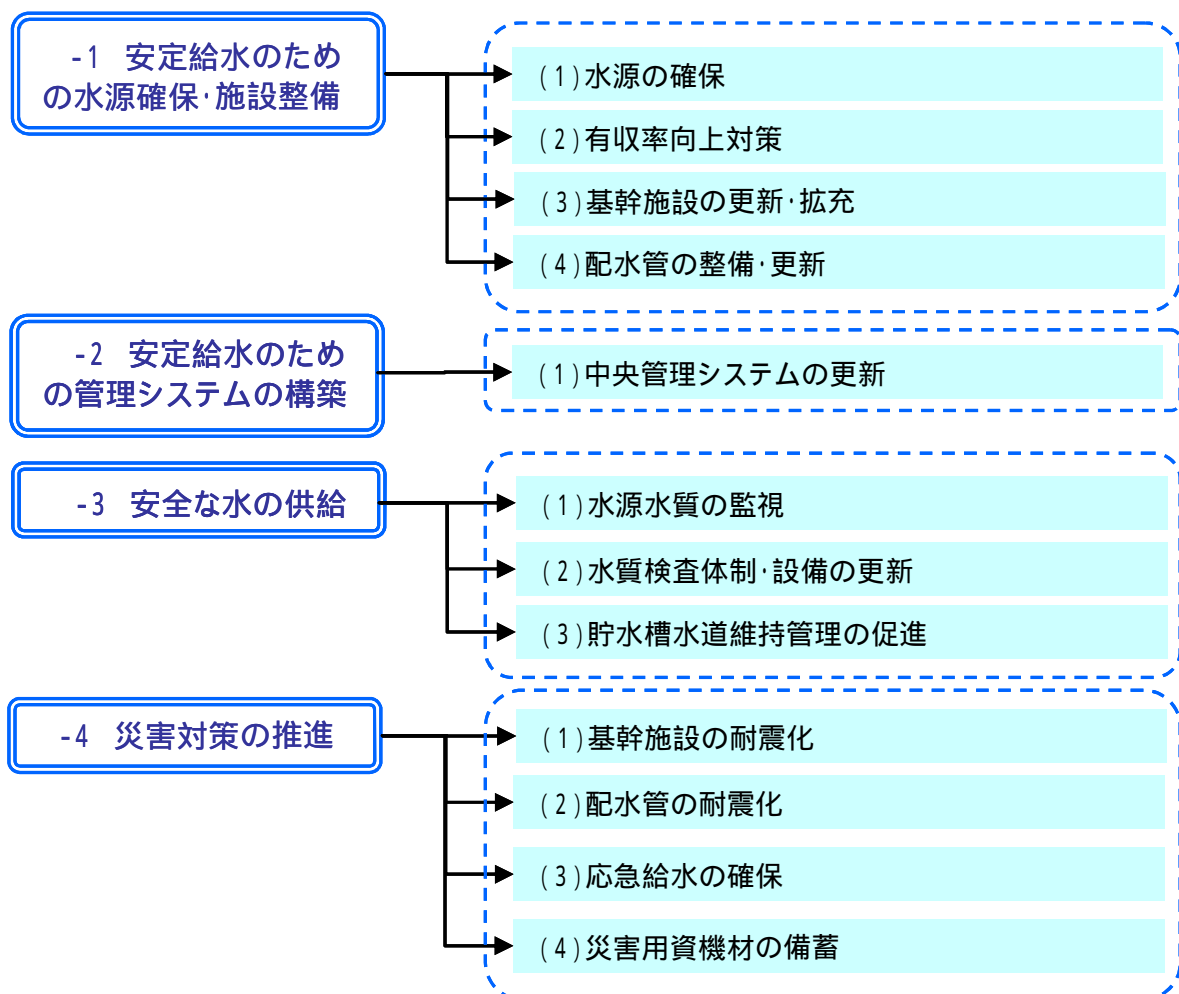 -1 安定給水のため
の水源確保･施設整備
(1)水源の確保
(2)有収率向上対策
(3)基幹施設の更新･拡充
(4)配水管の整備･更新
-2 安定給水のため
の管理システムの構築
(1)中央管理システムの更新
-3 安全な水の供給
(1)水源水質の監視
(2)水質検査体制･設備の更新
(3)貯水槽水道維持管理の促進
-4 災害対策の推進
(1)基幹施設の耐震化
(2)配水管の耐震化
(3)応急給水の確保
(4)災害用資機材の備蓄